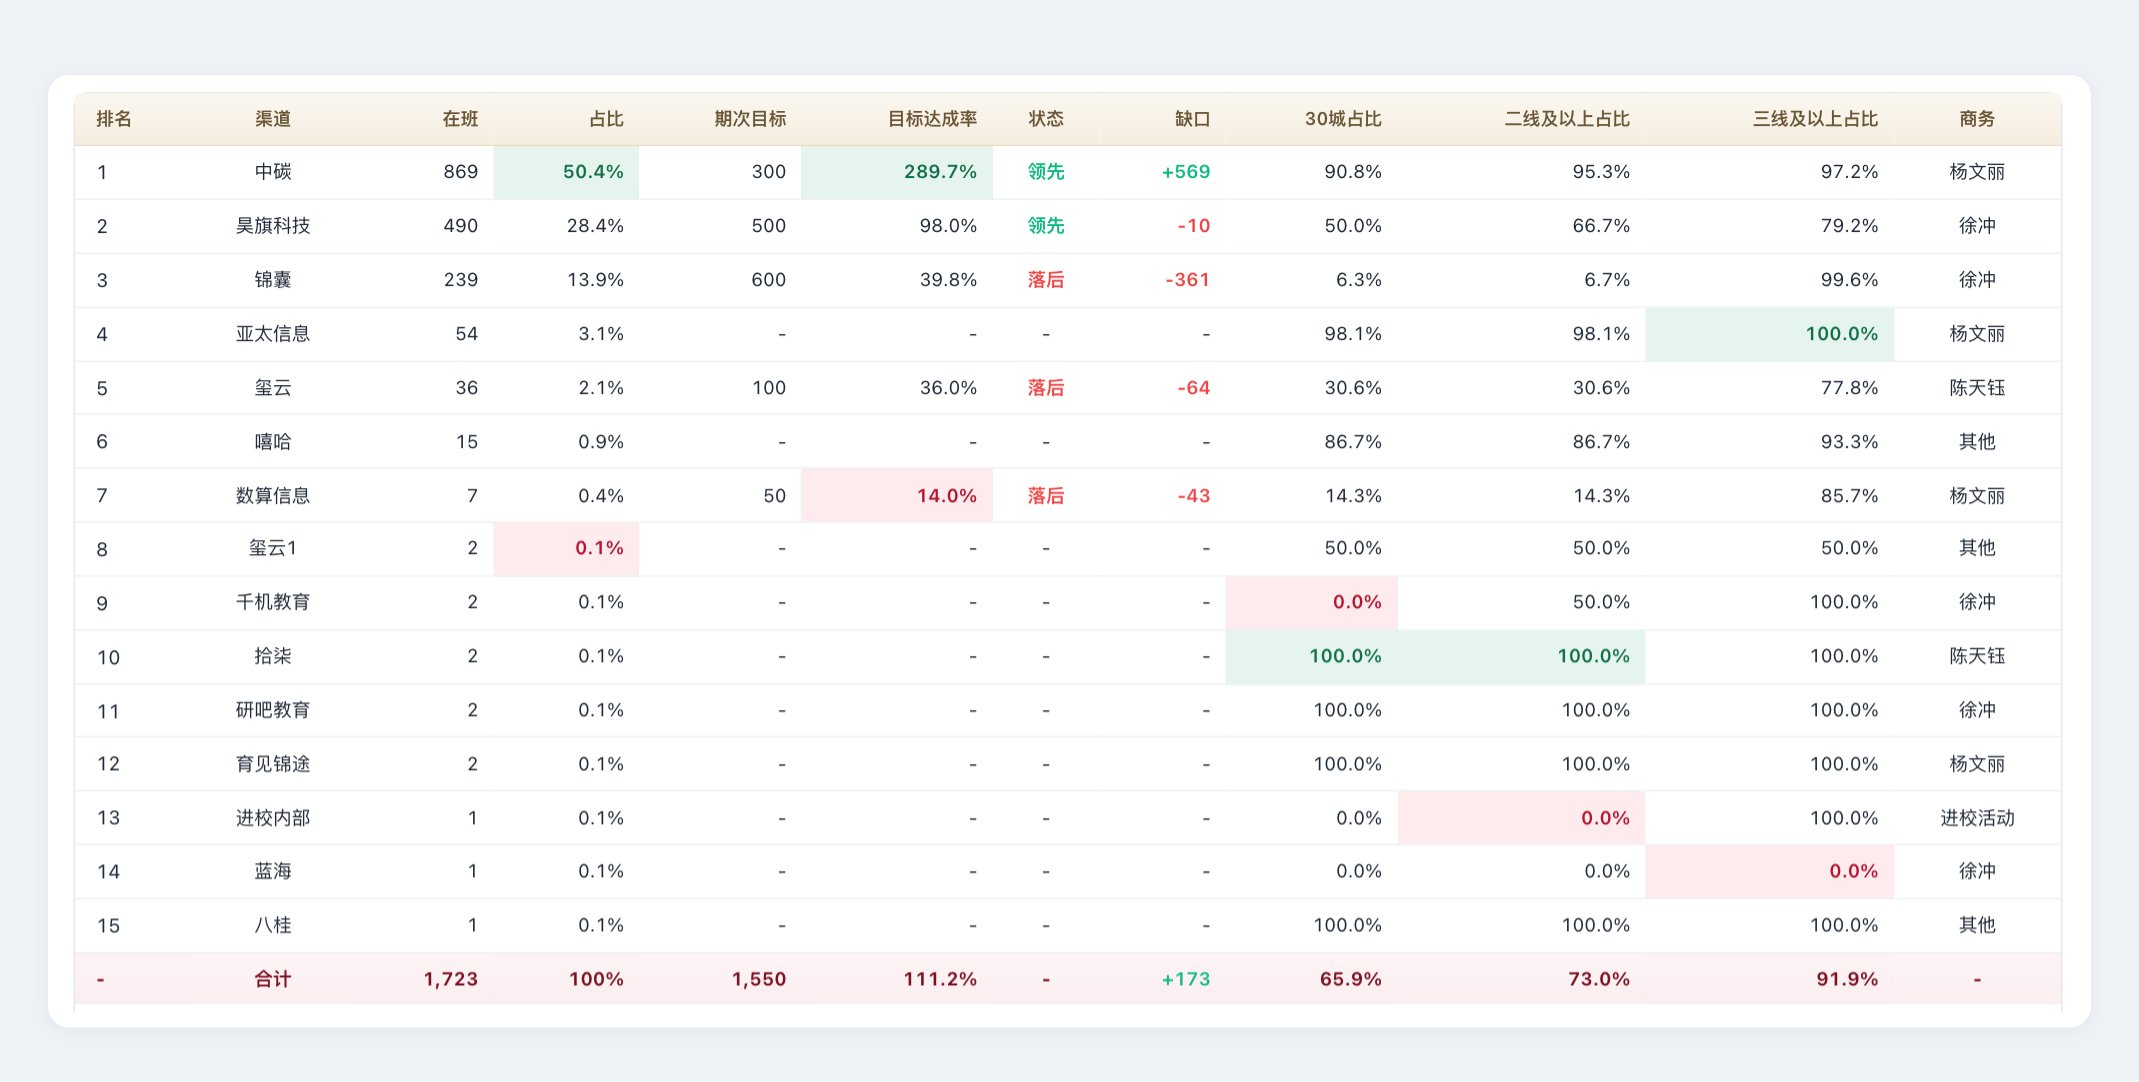 排名 渠道 在班 占比 期次目标 目标达成率 状态 缺口 30城占比 二线及以上占比 三线及以上占比 商务
1 中碳 869 50.4% 300 289.7% 领先 +569 90.8% 95.3% 97.2% 杨文丽
2 昊旗科技 490 28.4% 500 98.0% 领先 -10 50.0% 66.7% 79.2% 徐冲
3 锦囊 239 13.9% 600 39.8% 落后 -361 6.3% 6.7% 99.6% 徐冲
4 亚太信息 54 3.1% - - - - 98.1% 98.1% 100.0% 杨文丽
5 玺云 36 2.1% 100 36.0% 落后 -64 30.6% 30.6% 77.8% 陈天钰
6 嘻哈 15 0.9% - - - - 86.7% 86.7% 93.3% 其他
7 数算信息 7 0.4% 50 14.0% 落后 -43 14.3% 14.3% 85.7% 杨文丽
8 玺云1 2 0.1% - - - - 50.0% 50.0% 50.0% 其他
9 千机教育 2 0.1% - - - - 0.0% 50.0% 100.0% 徐冲
10 拾柒 2 0.1% - - - - 100.0% 100.0% 100.0% 陈天钰
11 研吧教育 2 0.1% - - - - 100.0% 100.0% 100.0% 徐冲
12 育见锦途 2 0.1% - - - - 100.0% 100.0% 100.0% 杨文丽
13 进校内部 1 0.1% - - - - 0.0% 0.0% 100.0% 进校活动
14 蓝海 1 0.1% - - - - 0.0% 0.0% 0.0% 徐冲
15 八桂 1 0.1% - - - - 100.0% 100.0% 100.0% 其他
- 合计 1,723 100% 1,550 111.2% - +173 65.9% 73.0% 91.9% -